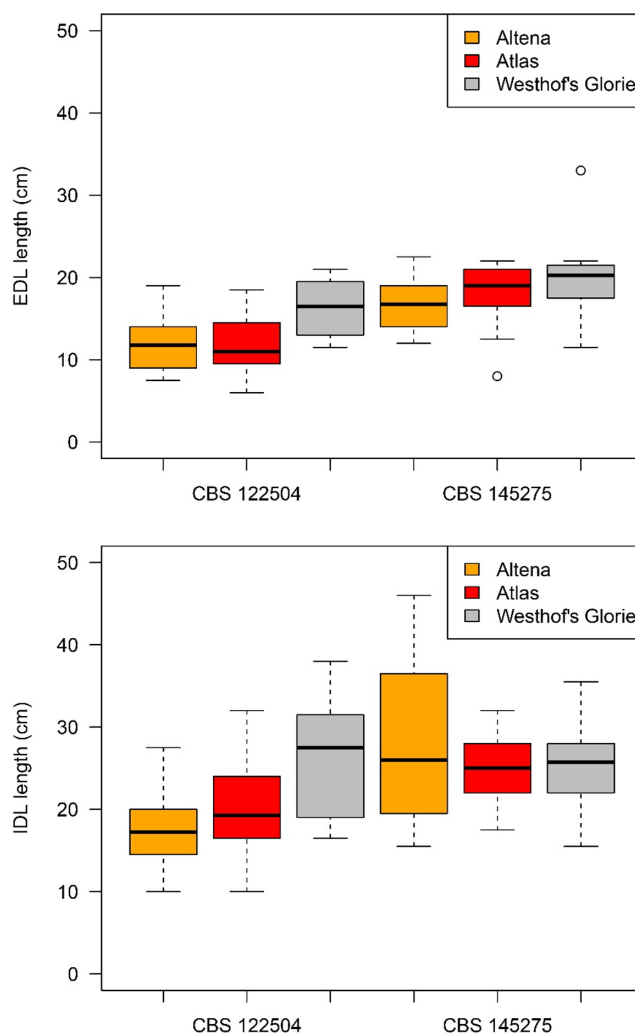 EDL length (cm)
50
40
30
20
10
0
Altena
Atlas
Westhof's Glorie
CBS 122504 CBS 145275
IDL length (cm)
50
40
30
20
10
0
Altena
Atlas
Westhof's Glorie
CBS 122504 CBS 145275